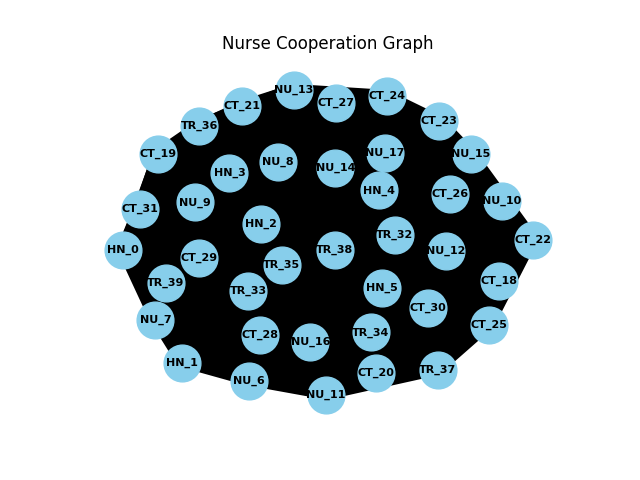 Nurse Cooperation Graph
NU_13
CT_24
CT_27
CT_21
CT_23
TR_36
CT_19
NU_17
NU_15
NU_8
NU_14
HN_3
HN_4
CT_26
NU_10
NU_9
CT_31
HN_2
TR_32
CT_22
HN_0
TR_38
NU_12
CT_29
TR_35
CT_18
TR_39
HN_5
TR_33
CT_30
NU_7
CT_25
TR_34
CT_28
NU_16
HN_1
TR_37
CT_20
NU_6
NU_11